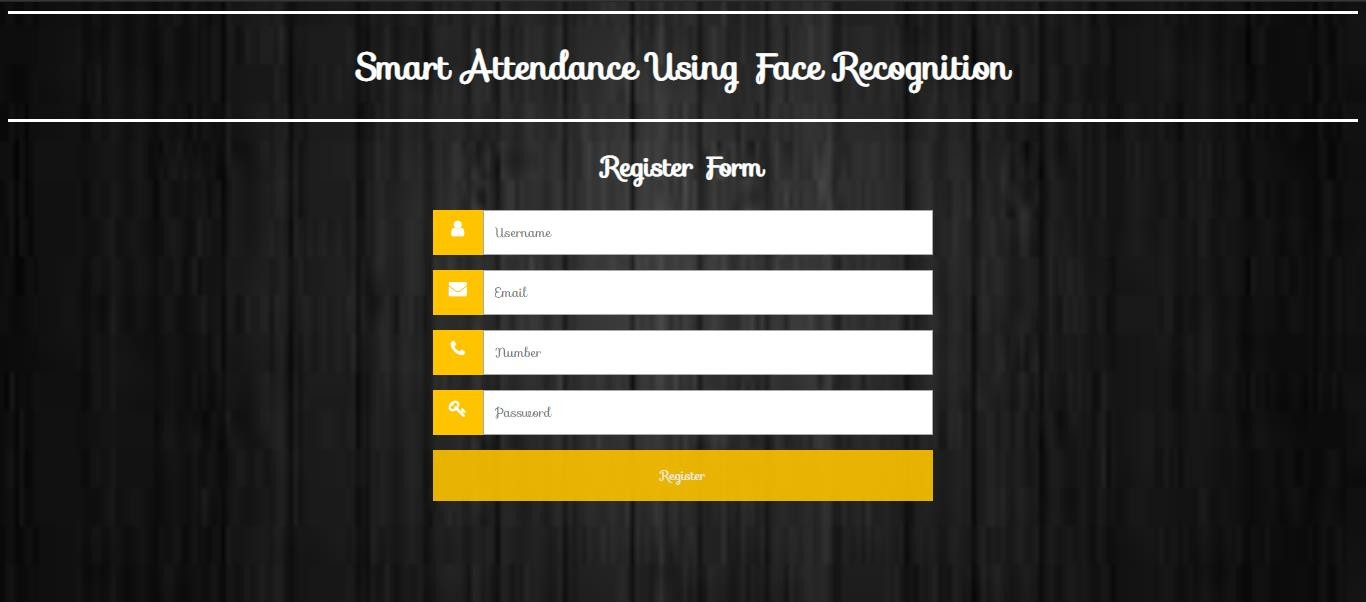 Smart Attendance Using Face Recognition
Register Form
Username
Email
Number
Password
Register